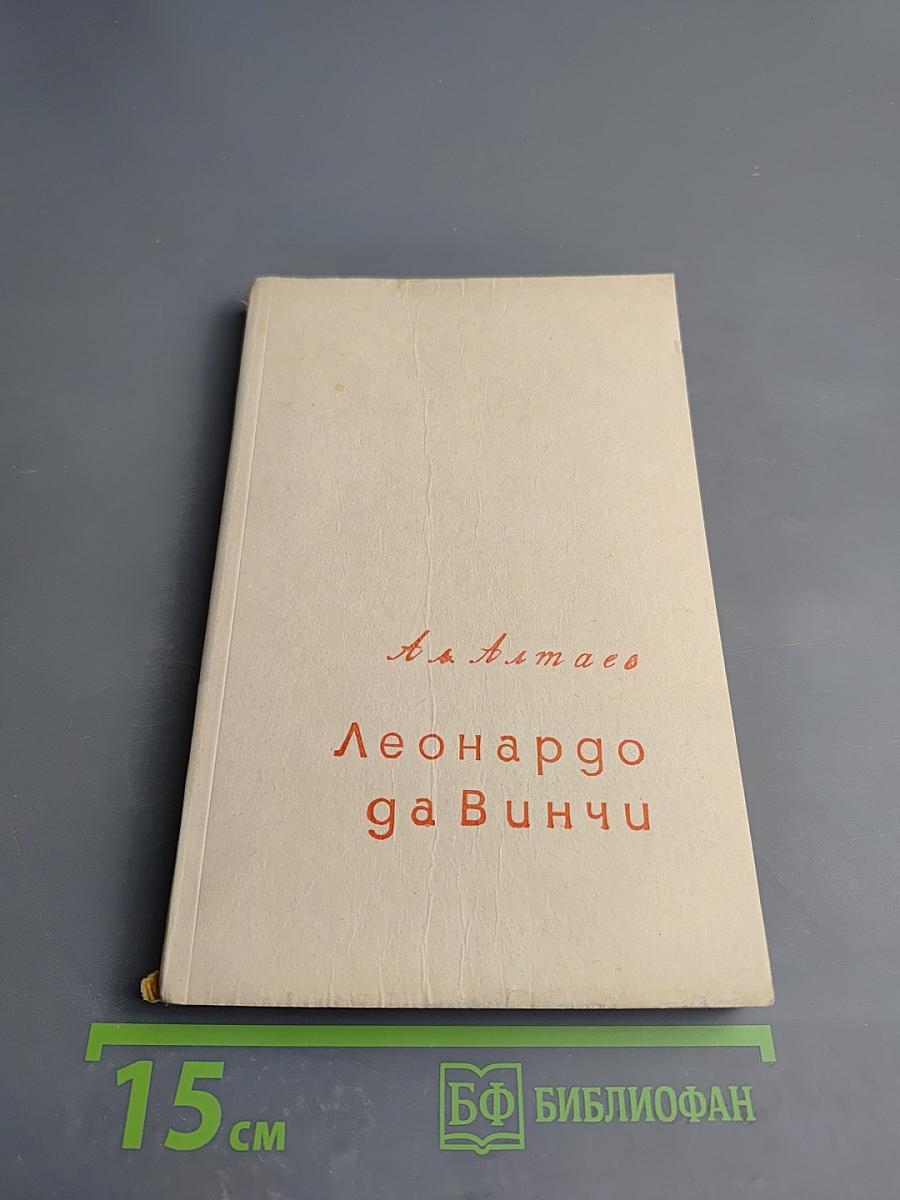 Ал. Алтаев
Леонардо
да Винчи
15 см
БФ БИБЛИОФАН